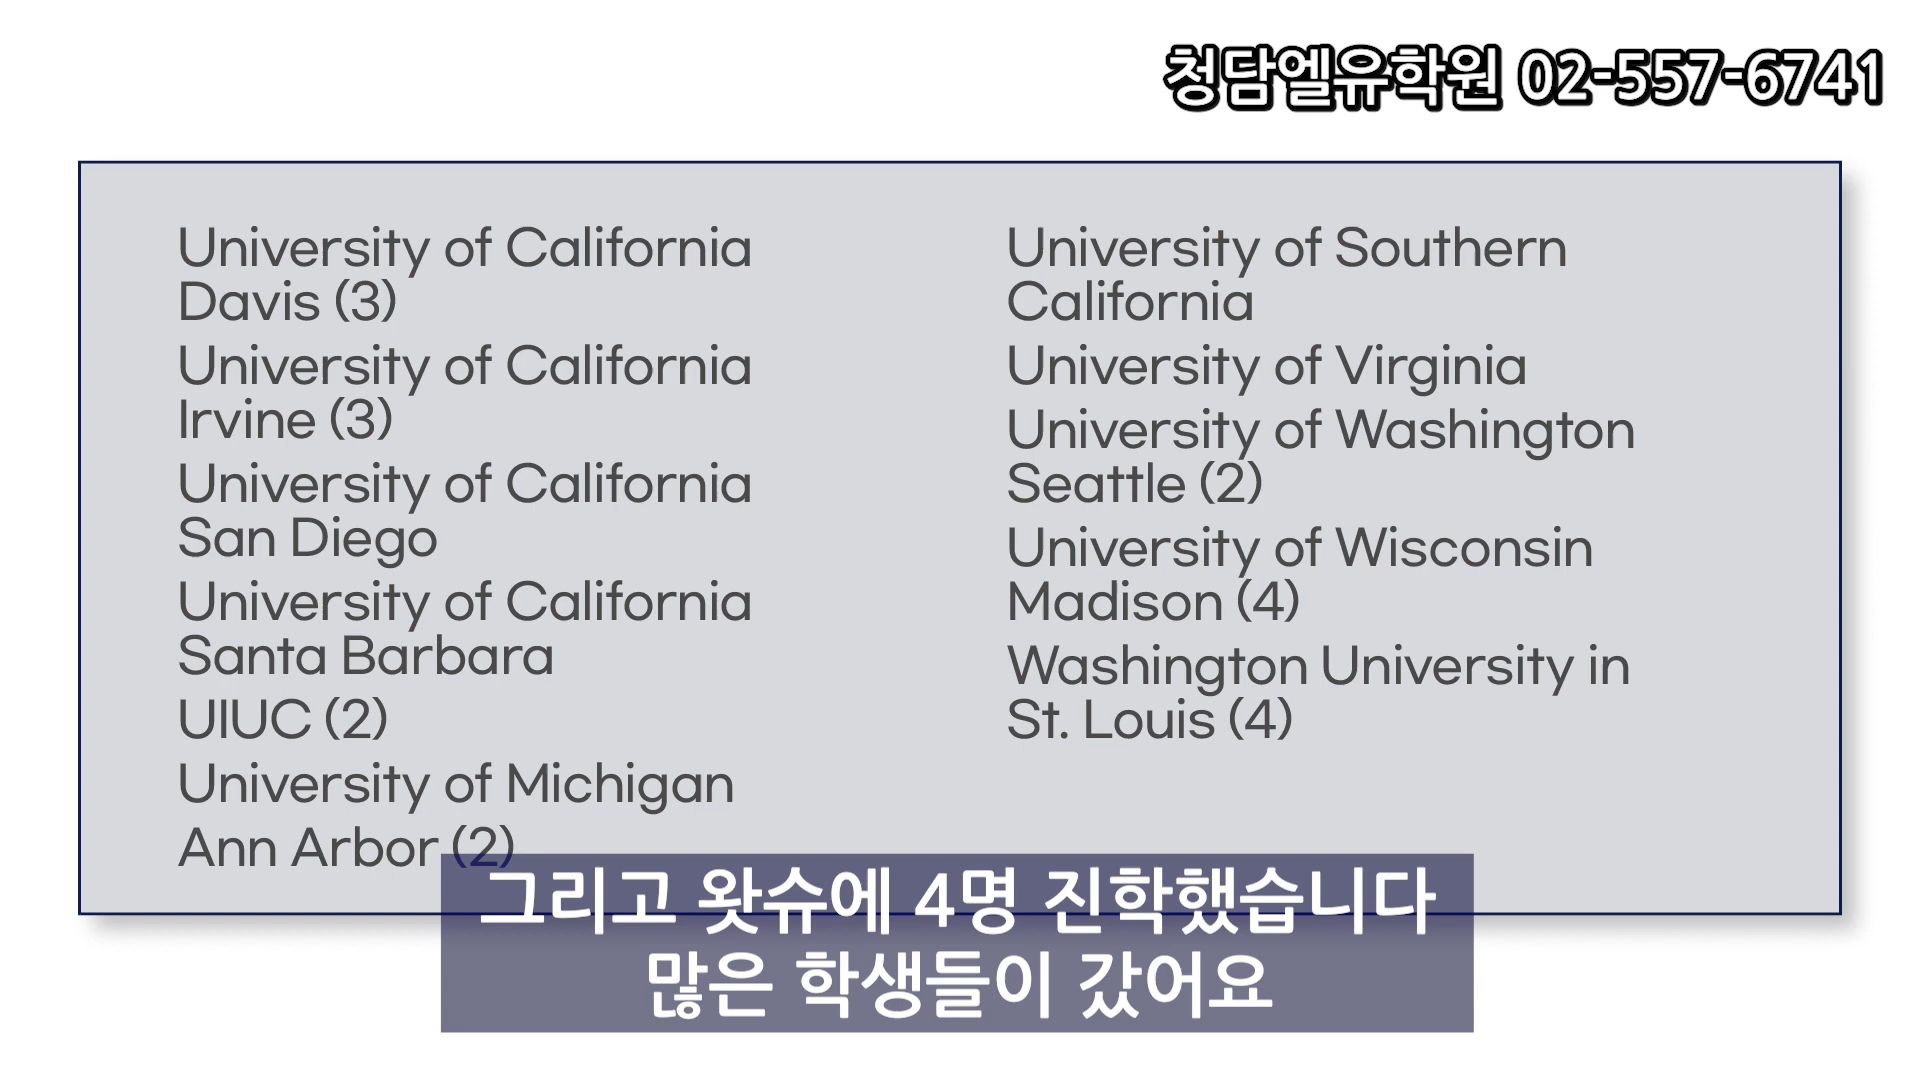 청담엘유학원 02-557-6741
University of California
Davis (3)
University of California
Irvine (3)
University of California
San Diego
University of California
Santa Barbara
UIUC (2)
University of Michigan
Ann Arbor (2)
University of Southern
California
University of Virginia
University of Washington
Seattle (2)
University of Wisconsin
Madison (4)
Washington University in
St. Louis (4)
그리고 왓슈에 4명 진학했습니다
많은 학생들이 갔어요